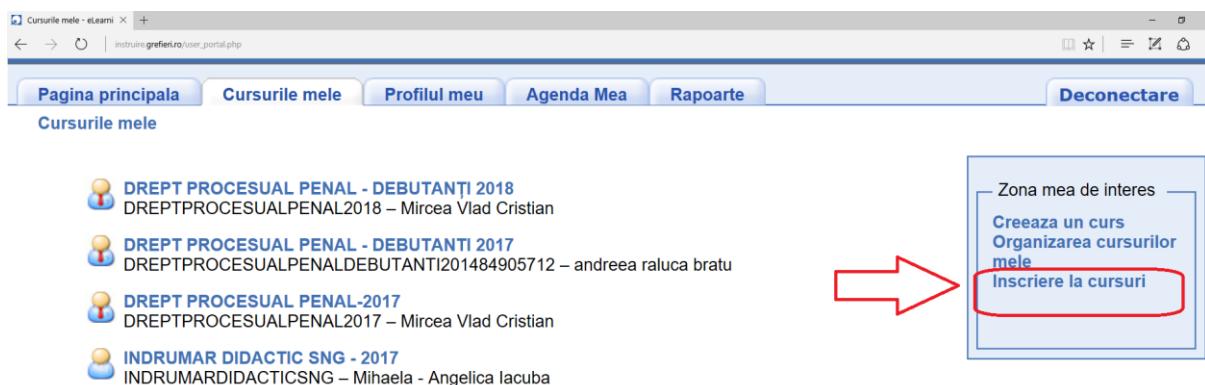 Cursurile mele - eLearni
instruire.grefieri.ro/user_portal.php
Pagina principala
Cursurile mele
Profilul meu
Agenda Mea
Rapoarte
Deconectare
Cursurile mele
DREPT PROCESUAL PENAL - DEBUTANȚI 2018
DREPTPROCESUALPENAL2018 – Mircea Vlad Cristian
DREPT PROCESUAL PENAL - DEBUTANTI 2017
DREPTPROCESUALPENALDEBUTANTI201484905712 – andreea raluca bratu
DREPT PROCESUAL PENAL-2017
DREPTPROCESUALPENAL2017 – Mircea Vlad Cristian
INDRUMAR DIDACTIC SNG - 2017
INDRUMARDIDACTICSNG – Mihaela - Angelica Iacuba
Zona mea de interes
Creeaza un curs
Organizarea cursurilor
mele
Inscriere la cursuri